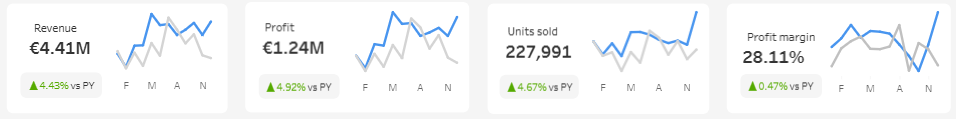 Revenue
€4.41M
▲4.43% vs PY
F M A N
Profit
€1.24M
▲4.92% vs PY
F M A N
Units sold
227,991
▲4.67% vs PY
F M A N
Profit margin
28.11%
▲0.47% vs PY
F M A N